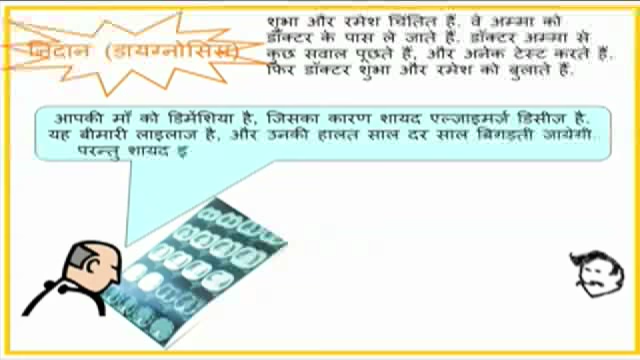 निदान (डायग्नोसिस)
शुभा और रमेश चिंतित हैं. वे अम्मा को
डॉक्टर के पास ले जाते हैं. डॉक्टर अम्मा से
कुछ सवाल पूछते हैं, और अनेक टेस्ट करते हैं.
फिर डॉक्टर शुभा और रमेश को बुलाते हैं.
आपकी माँ को डिमेंशिया है, जिसका कारण शायद एल्ज़ाइमर्ज़ डिसीज़ है.
यह बीमारी लाइलाज है, और उनकी हालत साल दर साल बिगड़ती जायेगी.
परन्तु शायद इ